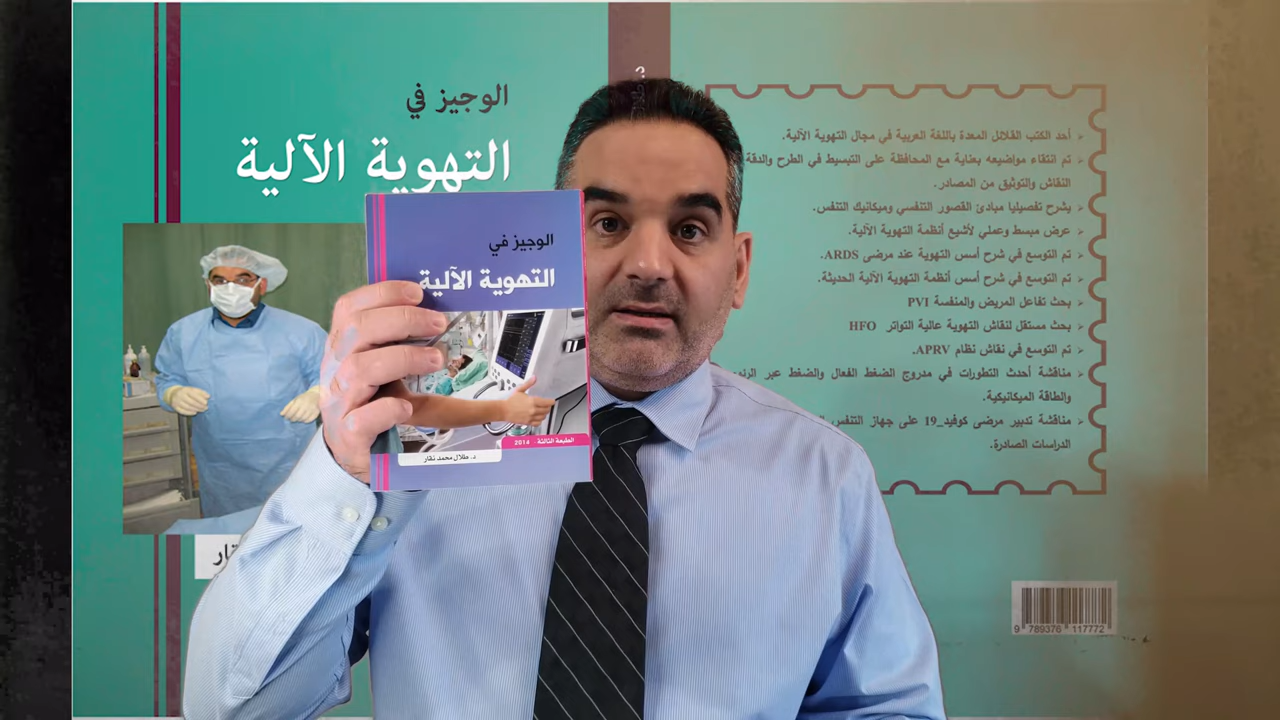 الوجيز في
التهوية الآلية
الوجيز في
التهوية الآلية
الطبعة الثالثة - 2014
د. طلال محمد نقار
أحد الكتب القلائل المعدة باللغة العربية في مجال التهوية الآلية.
تم انتقاء مواضيعه بعناية مع المحافظة على التبسيط في الطرح والدقة
النقاش والتوثيق من المصادر.
يشرح تفصيليا مبادئ القصور التنفسي وميكانيك التنفس.
عرض مبسط وعملي لأشيع أنظمة التهوية الآلية.
تم التوسع في شرح أسس التهوية عند مرضى ARDS.
تم التوسع في شرح أسس أنظمة التهوية الآلية الحديثة.
بحث تفاعل المريض والمنفسة PVI
بحث مستقل لنقاش التهوية عالية التواتر HFO
تم التوسع في نقاش نظام APRV.
مناقشة أحدث التطورات في مدروج الضغط الفعال والضغط عبر
والطاقة الميكانيكية.
مناقشة تدبير مرضى كوفيد_19 على جهاز التنفس
الدراسات الصادرة.
9 789376 117772